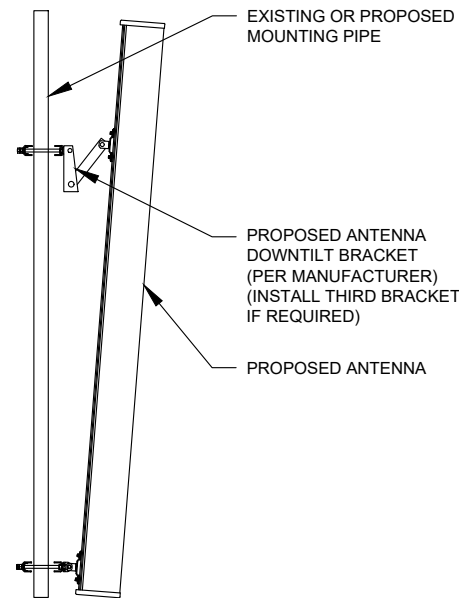 EXISTING OR PROPOSED
MOUNTING PIPE
PROPOSED ANTENNA
DOWNTILT BRACKET
(PER MANUFACTURER)
(INSTALL THIRD BRACKET
IF REQUIRED)
PROPOSED ANTENNA